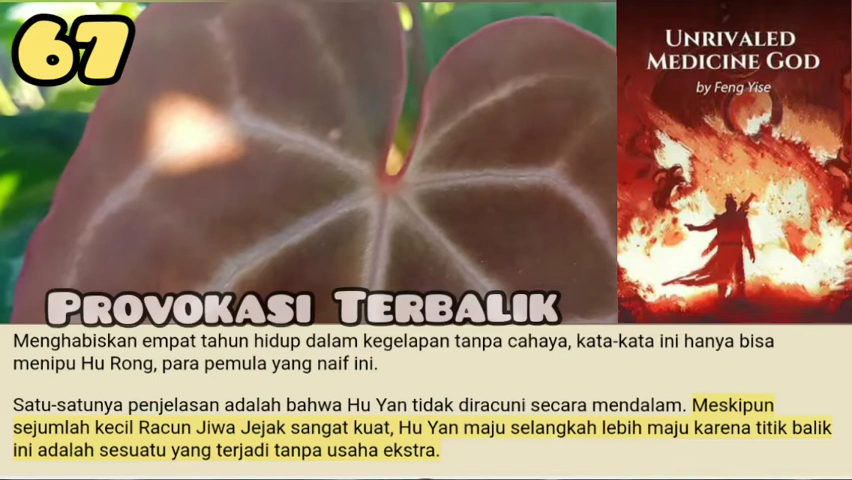 67
UNRIVALED
MEDICINE GOD
by Feng Yise
PROVOKASI TERBALIK
Menghabiskan empat tahun hidup dalam kegelapan tanpa cahaya, kata-kata ini hanya bisa
menipu Hu Rong, para pemula yang naif ini.
Satu-satunya penjelasan adalah bahwa Hu Yan tidak diracuni secara mendalam. Meskipun
sejumlah kecil Racun Jiwa Jejak sangat kuat, Hu Yan maju selangkah lebih maju karena titik balik
ini adalah sesuatu yang terjadi tanpa usaha ekstra.